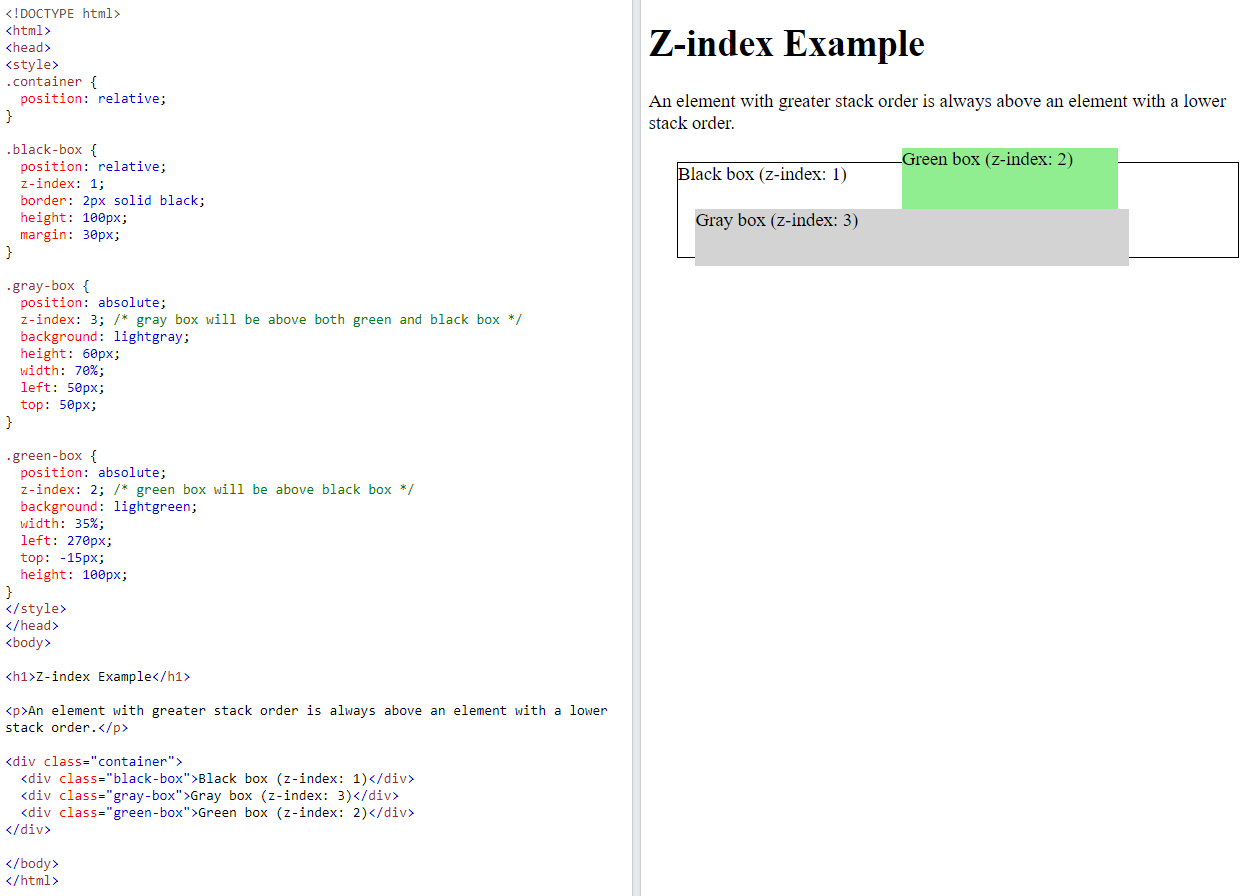 <!DOCTYPE html>
<html>
<head>
<style>
.container {
  position: relative;
}

.black-box {
  position: relative;
  z-index: 1;
  border: 2px solid black;
  height: 100px;
  margin: 30px;
}

.gray-box {
  position: absolute;
  z-index: 3; /* gray box will be above both green and black box */
  background: lightgray;
  height: 60px;
  width: 70%;
  left: 50px;
  top: 50px;
}

.green-box {
  position: absolute;
  z-index: 2; /* green box will be above black box */
  background: lightgreen;
  width: 35%;
  left: 270px;
  top: -15px;
  height: 100px;
}
</style>
</head>
<body>

<h1>Z-index Example</h1>

<p>An element with greater stack order is always above an element with a lower
stack order.</p>

<div class="container">
  <div class="black-box">Black box (z-index: 1)</div>
  <div class="gray-box">Gray box (z-index: 3)</div>
  <div class="green-box">Green box (z-index: 2)</div>
</div>

</body>
</html>
Z-index Example
An element with greater stack order is always above an element with a lower
stack order.
Green box (z-index: 2)
Black box (z-index: 1)
Gray box (z-index: 3)